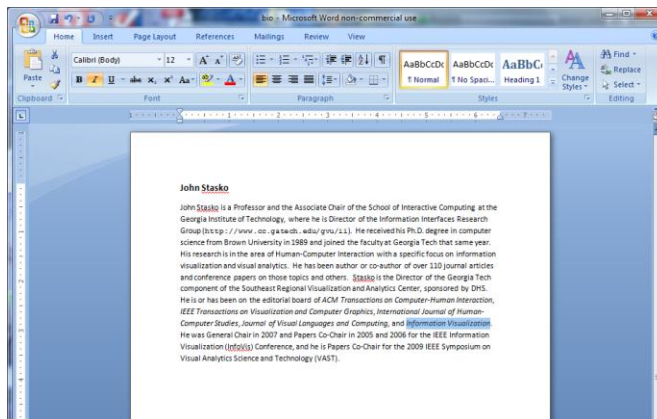 bio - Microsoft Word non-commercial use
Home Insert Page Layout References Mailings Review View
Calibri (Body) 12
AaBbCcDc AaBbCcDc AaBbC
Paste
B I U abc x₂ x² Aa
¶ Normal ¶ No Spaci... Heading 1
Change Styles
Find
Replace
Select
Clipboard Font Paragraph Styles Editing
John Stasko
John Stasko is a Professor and the Associate Chair of the School of Interactive Computing at the
Georgia Institute of Technology, where he is Director of the Information Interfaces Research
Group (http://www.cc.gatech.edu/gvu/ii). He received his Ph.D. degree in computer
science from Brown University in 1989 and joined the faculty at Georgia Tech that same year.
His research is in the area of Human-Computer Interaction with a specific focus on information
visualization and visual analytics. He has been author or co-author of over 110 journal articles
and conference papers on those topics and others. Stasko is the Director of the Georgia Tech
component of the Southeast Regional Visualization and Analytics Center, sponsored by DHS.
He is or has been on the editorial board of ACM Transactions on Computer-Human Interaction,
IEEE Transactions on Visualization and Computer Graphics, International Journal of Human-
Computer Studies, Journal of Visual Languages and Computing, and Information Visualization.
He was General Chair in 2007 and Papers Co-Chair in 2005 and 2006 for the IEEE Information
Visualization (InfoVis) Conference, and he is Papers Co-Chair for the 2009 IEEE Symposium on
Visual Analytics Science and Technology (VAST).